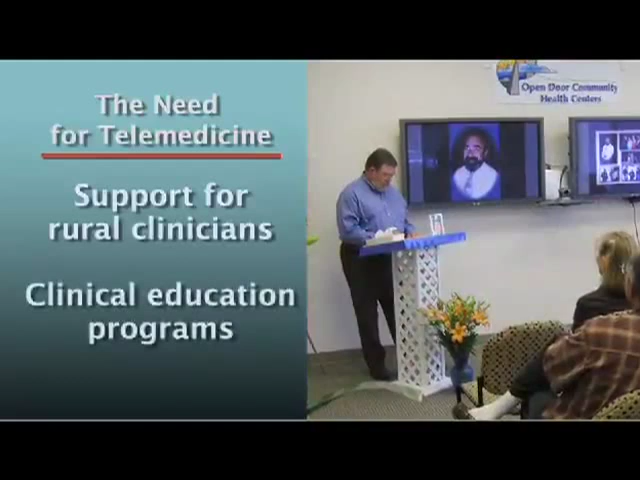 The Need
for Telemedicine
Support for
rural clinicians
Clinical education
programs
Open Door Community
Health Centers